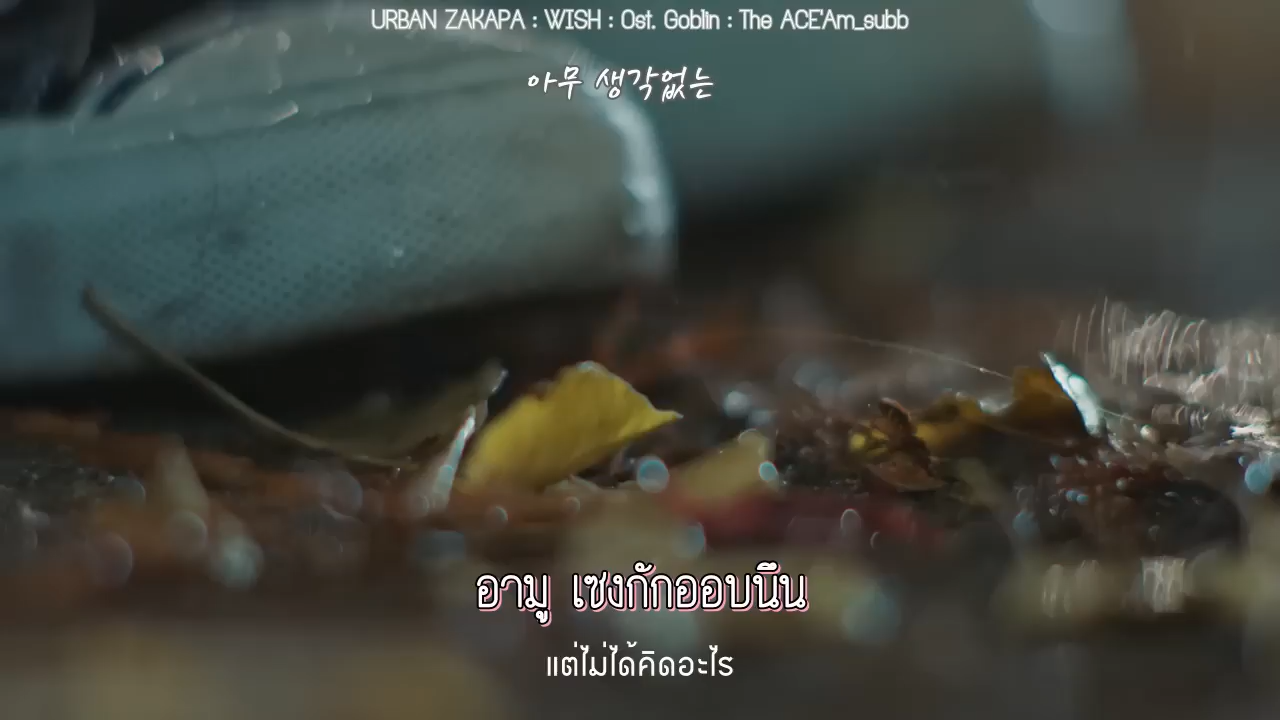 URBAN ZAKAPA : WISH : Ost. Goblin : The ACE'Am_subb
아무 생각없는
อามู เซงกักออบนึน
แต่ไม่ได้คิดอะไร